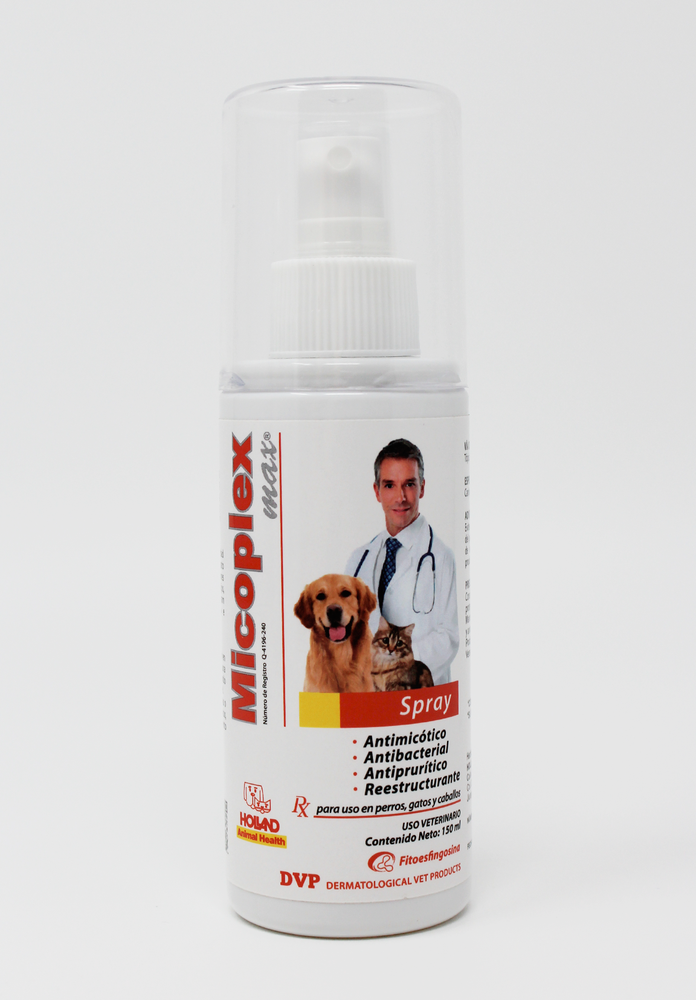 Micoplex
max®
Número de Registro Q-4196-240
Spray
• Antimicótico
• Antibacterial
• Antiprurítico
• Reestructurante
Rx para uso en perros, gatos y caballos
USO VETERINARIO
Contenido Neto: 150 ml
HOLLAND
Animal Health
Fitoesfingosina
DVP DERMATOLOGICAL VET PRODUCTS